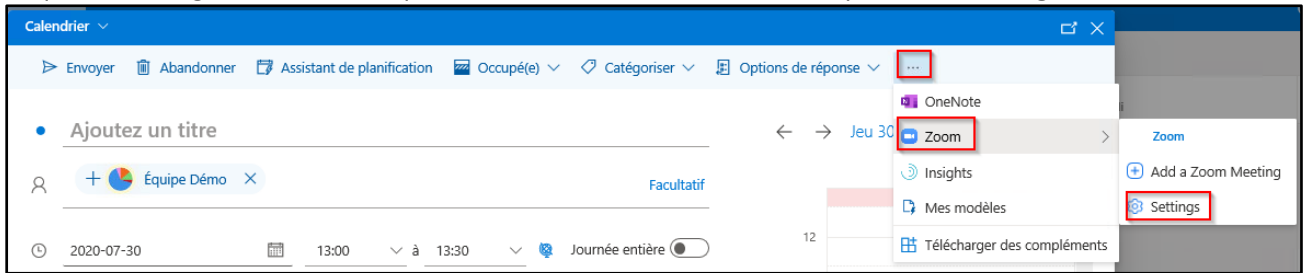 Calendrier
Envoyer Abandonner Assistant de planification Occupé(e) Catégoriser Options de réponse ...
OneNote
Ajoutez un titre
Jeu 30
Zoom
Zoom
Équipe Démo
Facultatif
Insights
Add a Zoom Meeting
Mes modèles
Settings
2020-07-30 13:00 à 13:30 Journée entière
12
Télécharger des compléments